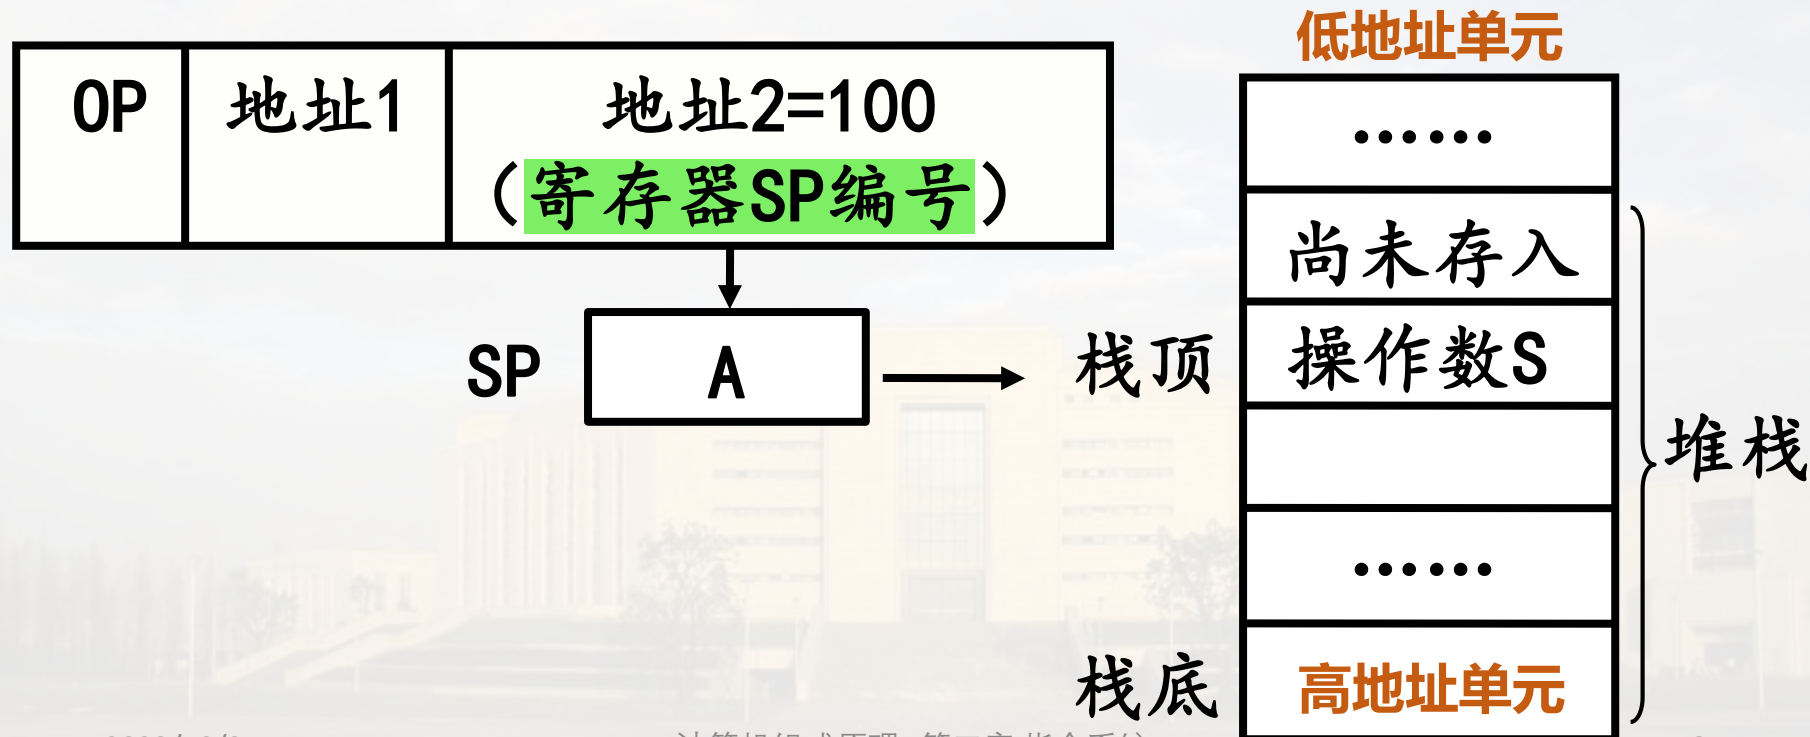 低地址单元
OP 地址1 地址2=100
(寄存器SP编号)
……
尚未存入
SP A 栈顶 操作数S
堆栈
……
栈底 高地址单元